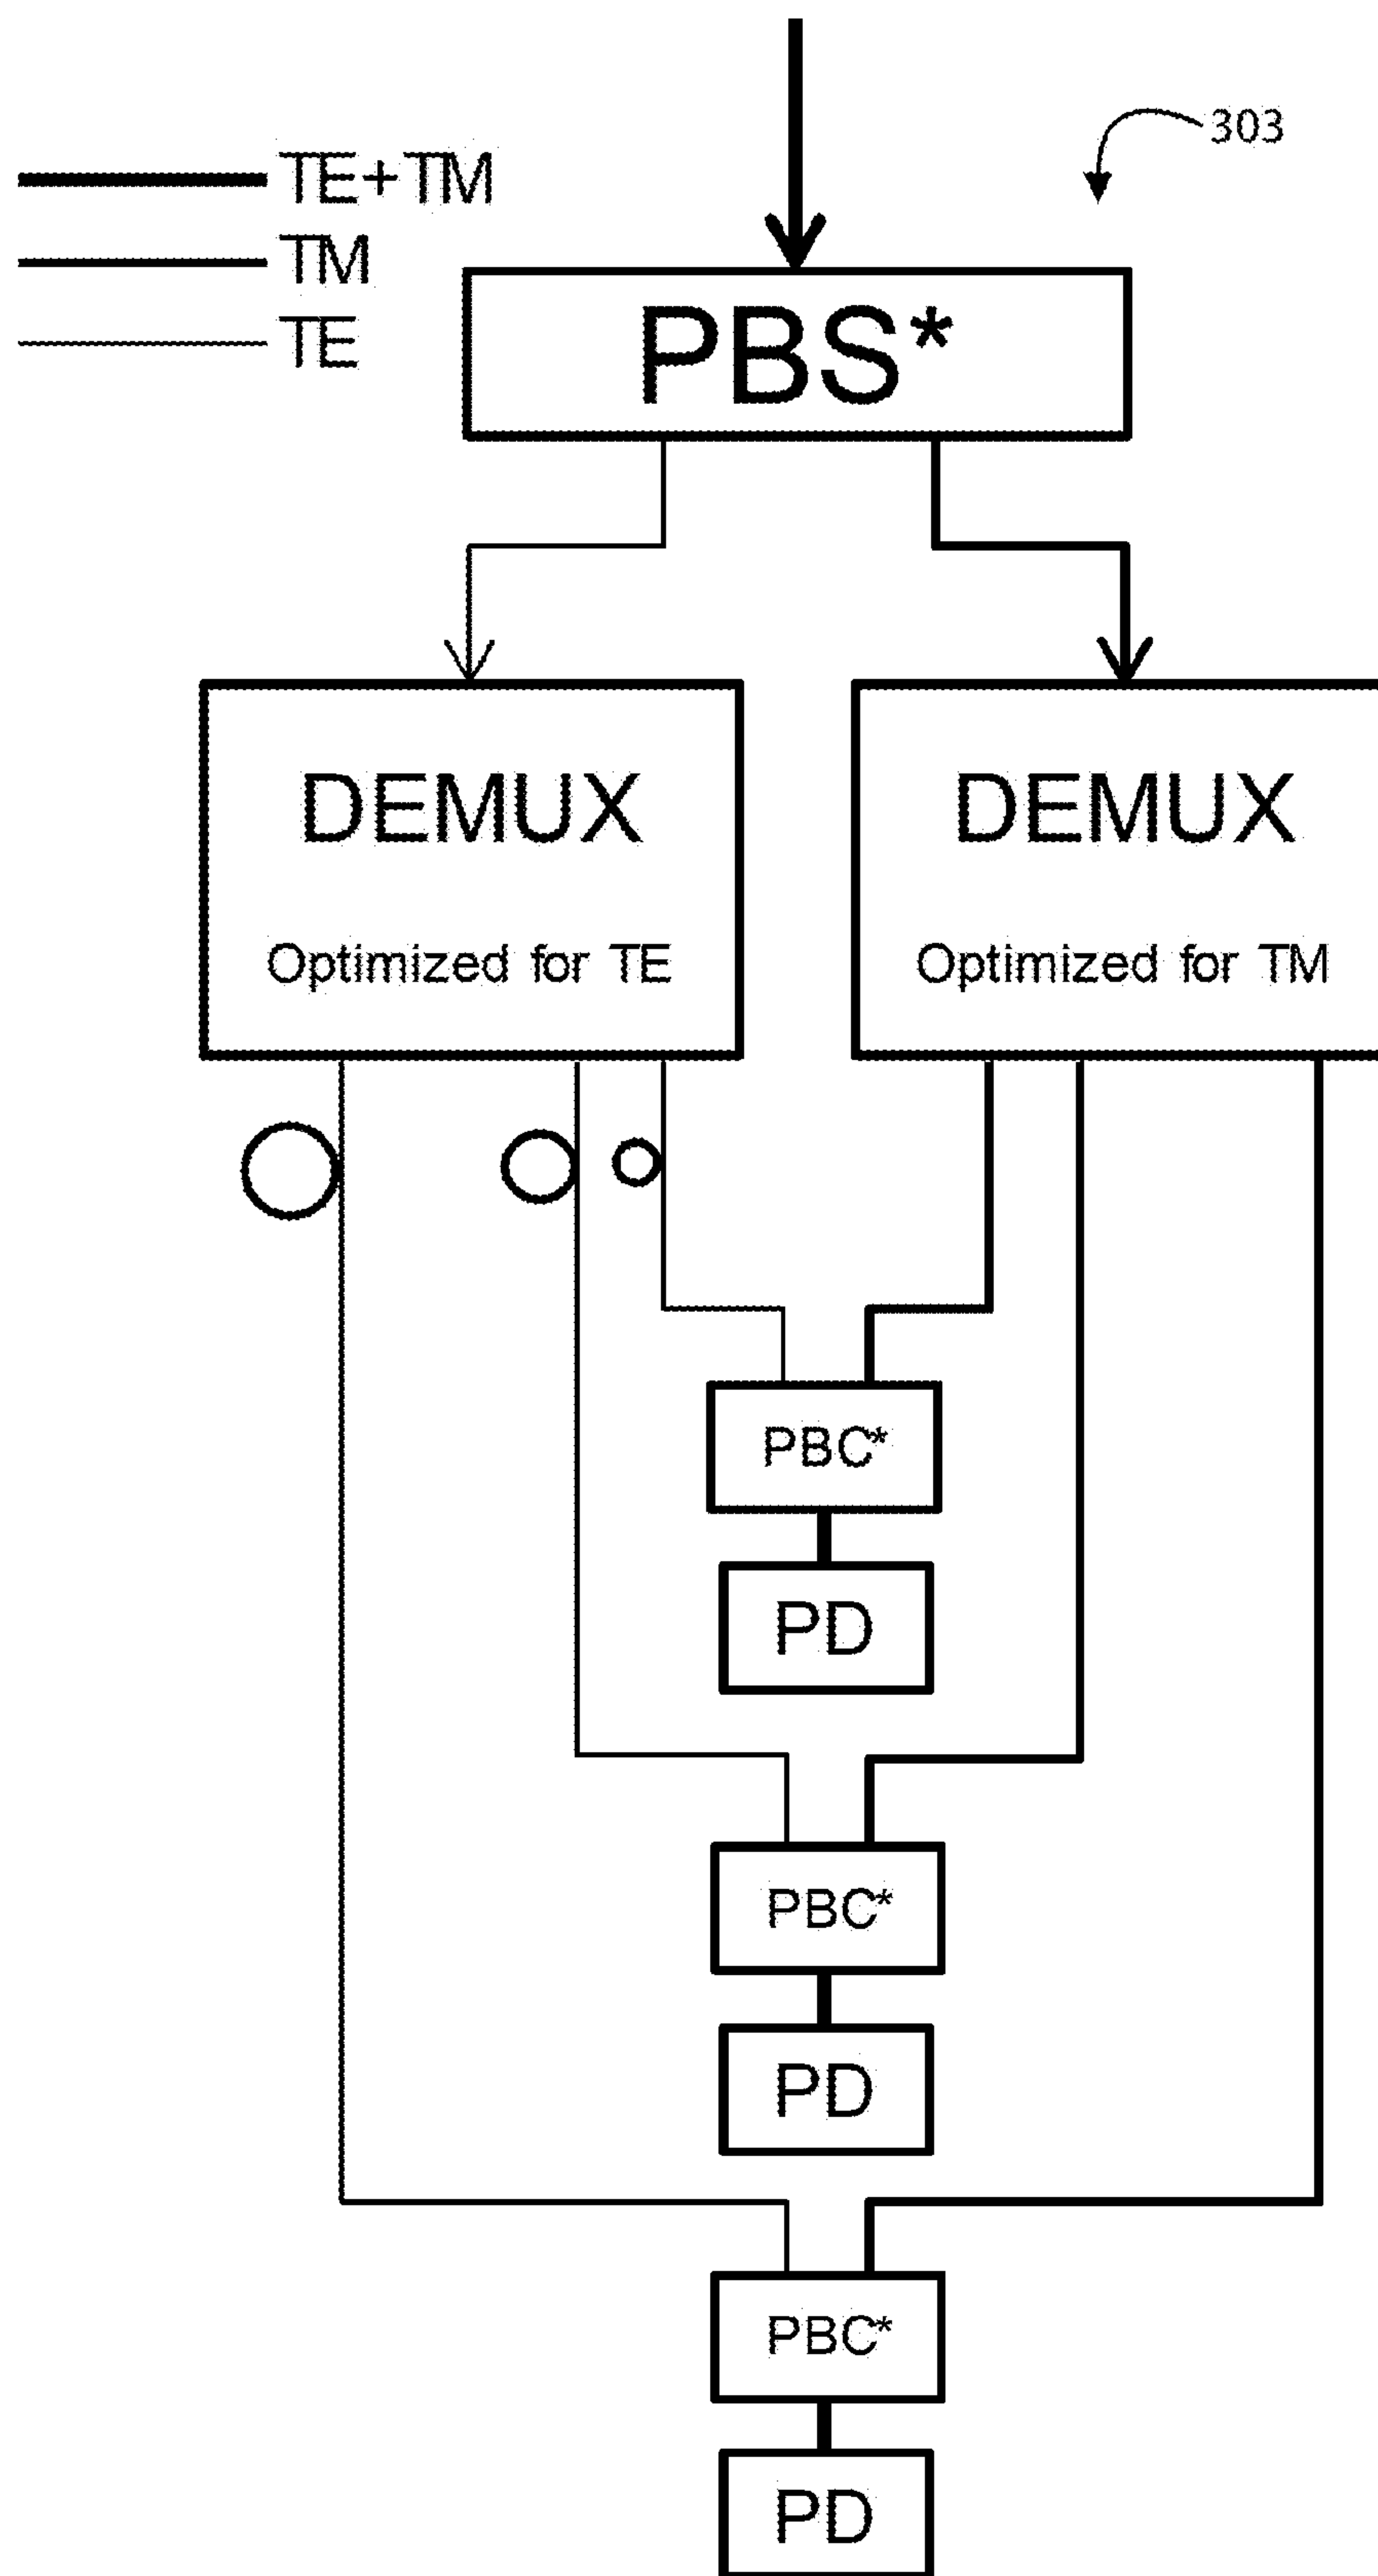 303
TE+TM
TM
TE
PBS*
DEMUX
Optimized for TE
DEMUX
Optimized for TM
PBC*
PD
PBC*
PD
PBC*
PD